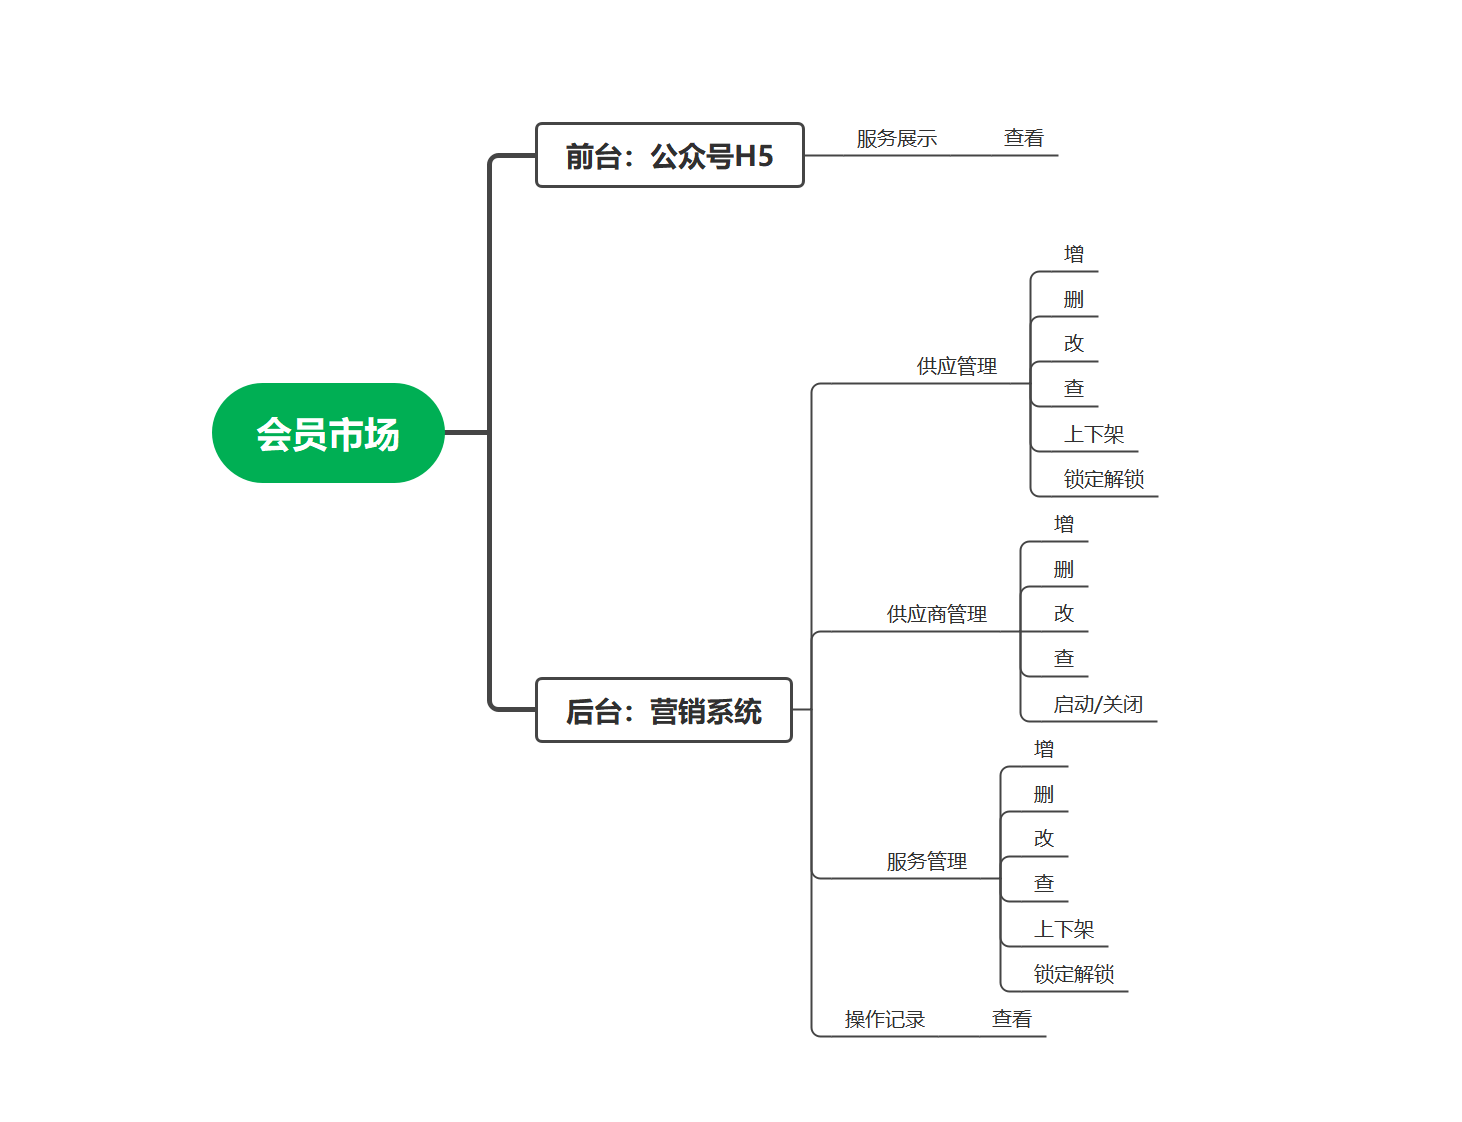 会员市场
前台：公众号H5
服务展示
查看
后台：营销系统
供应管理
增
删
改
查
上下架
锁定解锁
供应商管理
增
删
改
查
启动/关闭
服务管理
增
删
改
查
上下架
锁定解锁
操作记录
查看